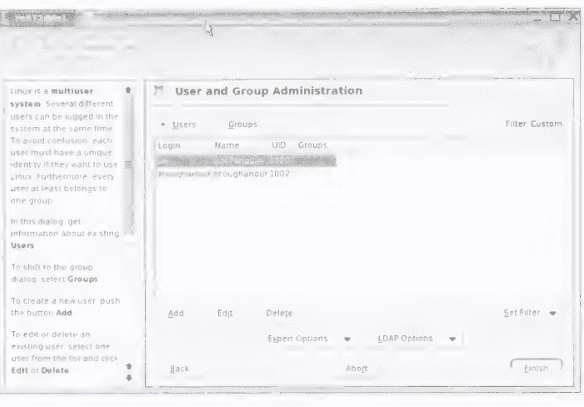 Linux is a multiuser
system. Several different
users can be logged in the
system at the same time.
To avoid confusion, each
user must have a unique
identity if they want to use
Linux. Furthermore, every
user at least belongs to
one group.
In this dialog, get
information about existing
Users.
To shift to the group
dialog, select Groups.
To create a new user, push
the button Add.
To edit or delete an
existing user, select one
user from the list and click
Edit or Delete.
User and Group Administration
Users Groups
Filter: Custom
Login Name UID Groups
1000
1002
Add Edit Delete
Set Filter
Expert Options LDAP Options
Back Abort Finish